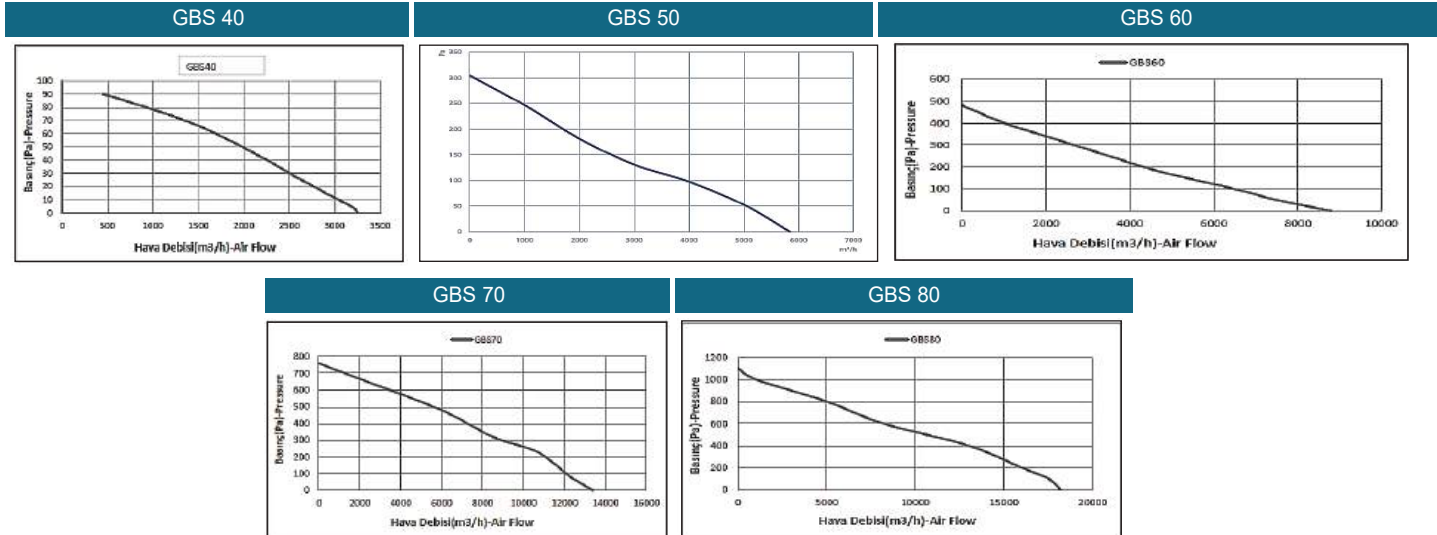 GBS 40
GBS 50
GBS 60
GBS40
100
90
80
70
60
50
40
30
20
10
0
0 500 1000 1500 2000 2500 3000 3500
Basınç(Pa)-Pressure
Hava Debisi(m3/h)-Air Flow
350
300
250
200
150
100
50
0
0 1000 2000 3000 4000 5000 6000 7000
m³/h
GBS60
600
500
400
300
200
100
0
0 2000 4000 6000 8000 10000
Basınç(Pa)-Pressure
Hava Debisi(m3/h)-Air Flow
GBS 70
GBS 80
GBS70
800
700
600
500
400
300
200
100
0
0 2000 4000 6000 8000 10000 12000 14000 16000
Basınç(Pa)-Pressure
Hava Debisi(m3/h)-Air Flow
GBS80
1200
1000
800
600
400
200
0
0 5000 10000 15000 20000
Basınç(Pa)-Pressure
Hava Debisi(m3/h)-Air Flow